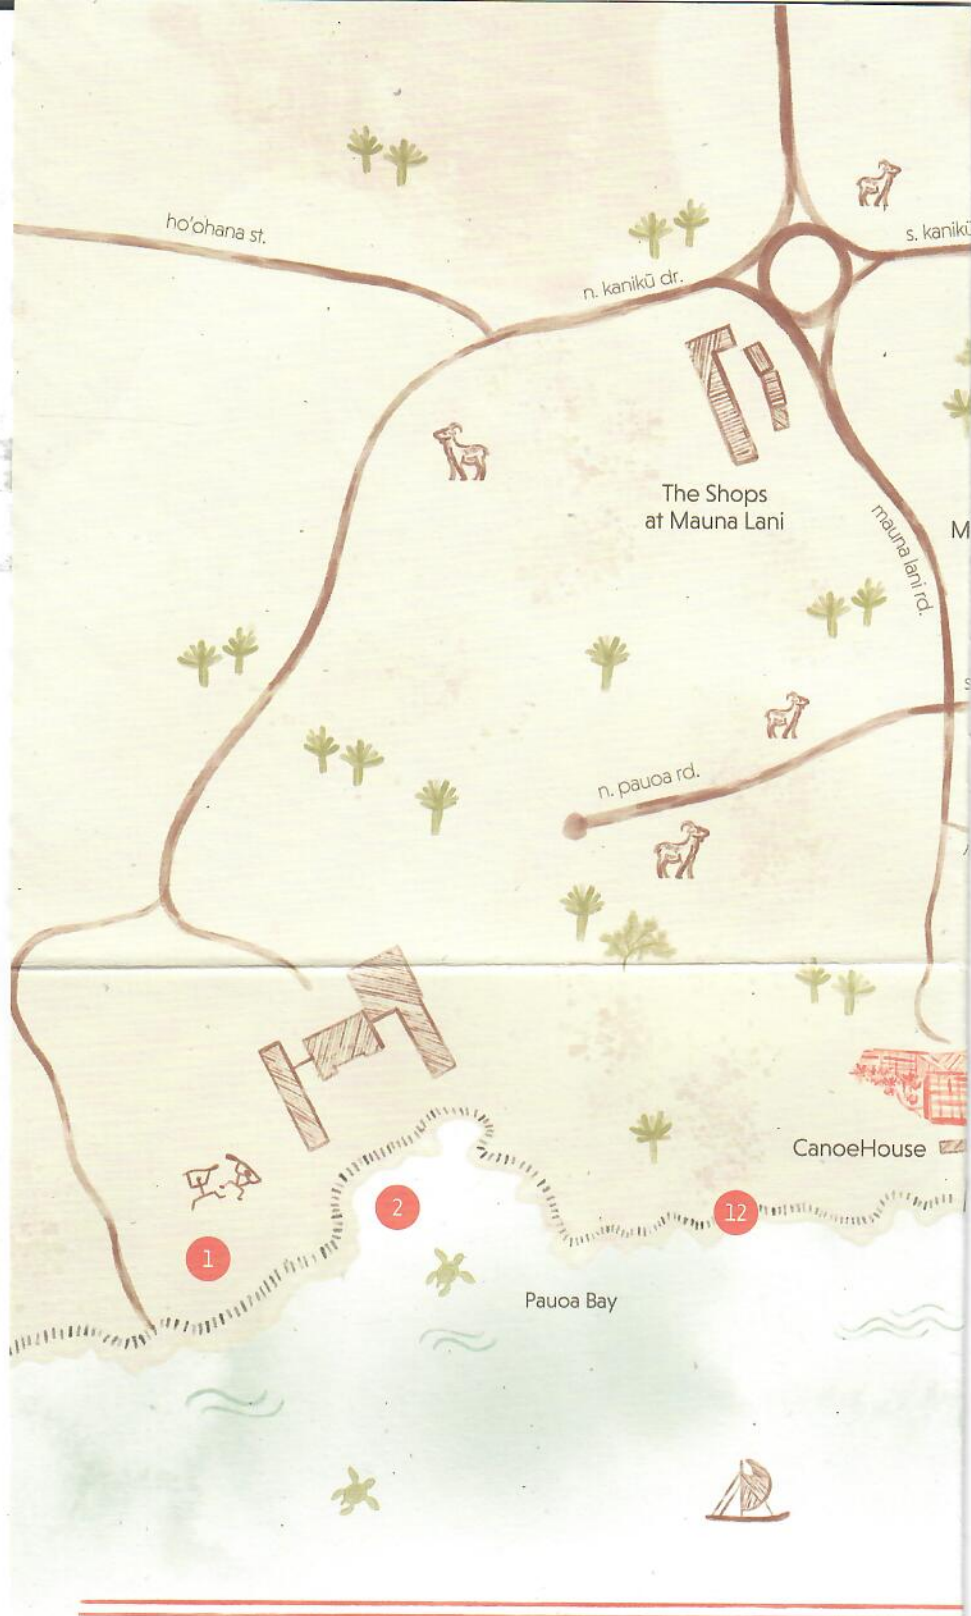 ho'ohana st.
n. kanikū dr.
s. kanikū
The Shops
at Mauna Lani
mauna lani rd.
M
s
n. pauoa rd.
CanoeHouse
2
12
1
Pauoa Bay